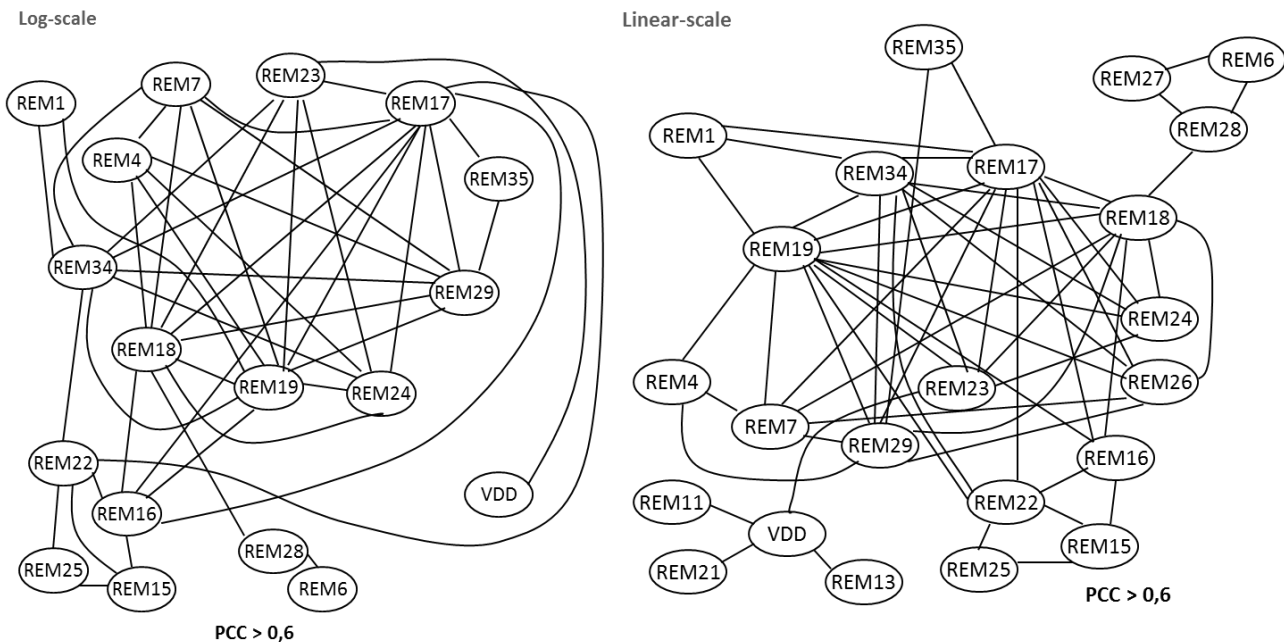 Log-scale
REM23
REM7
REM17
REM1
REM4
REM35
REM34
REM29
REM18
REM19
REM24
REM22
VDD
REM16
REM28
REM25
REM15
REM6
PCC > 0,6
Linear-scale
REM35
REM6
REM27
REM28
REM1
REM17
REM34
REM18
REM19
REM24
REM4
REM26
REM23
REM7
REM29
REM16
REM11
REM22
VDD
REM15
REM21
REM25
REM13
PCC > 0,6